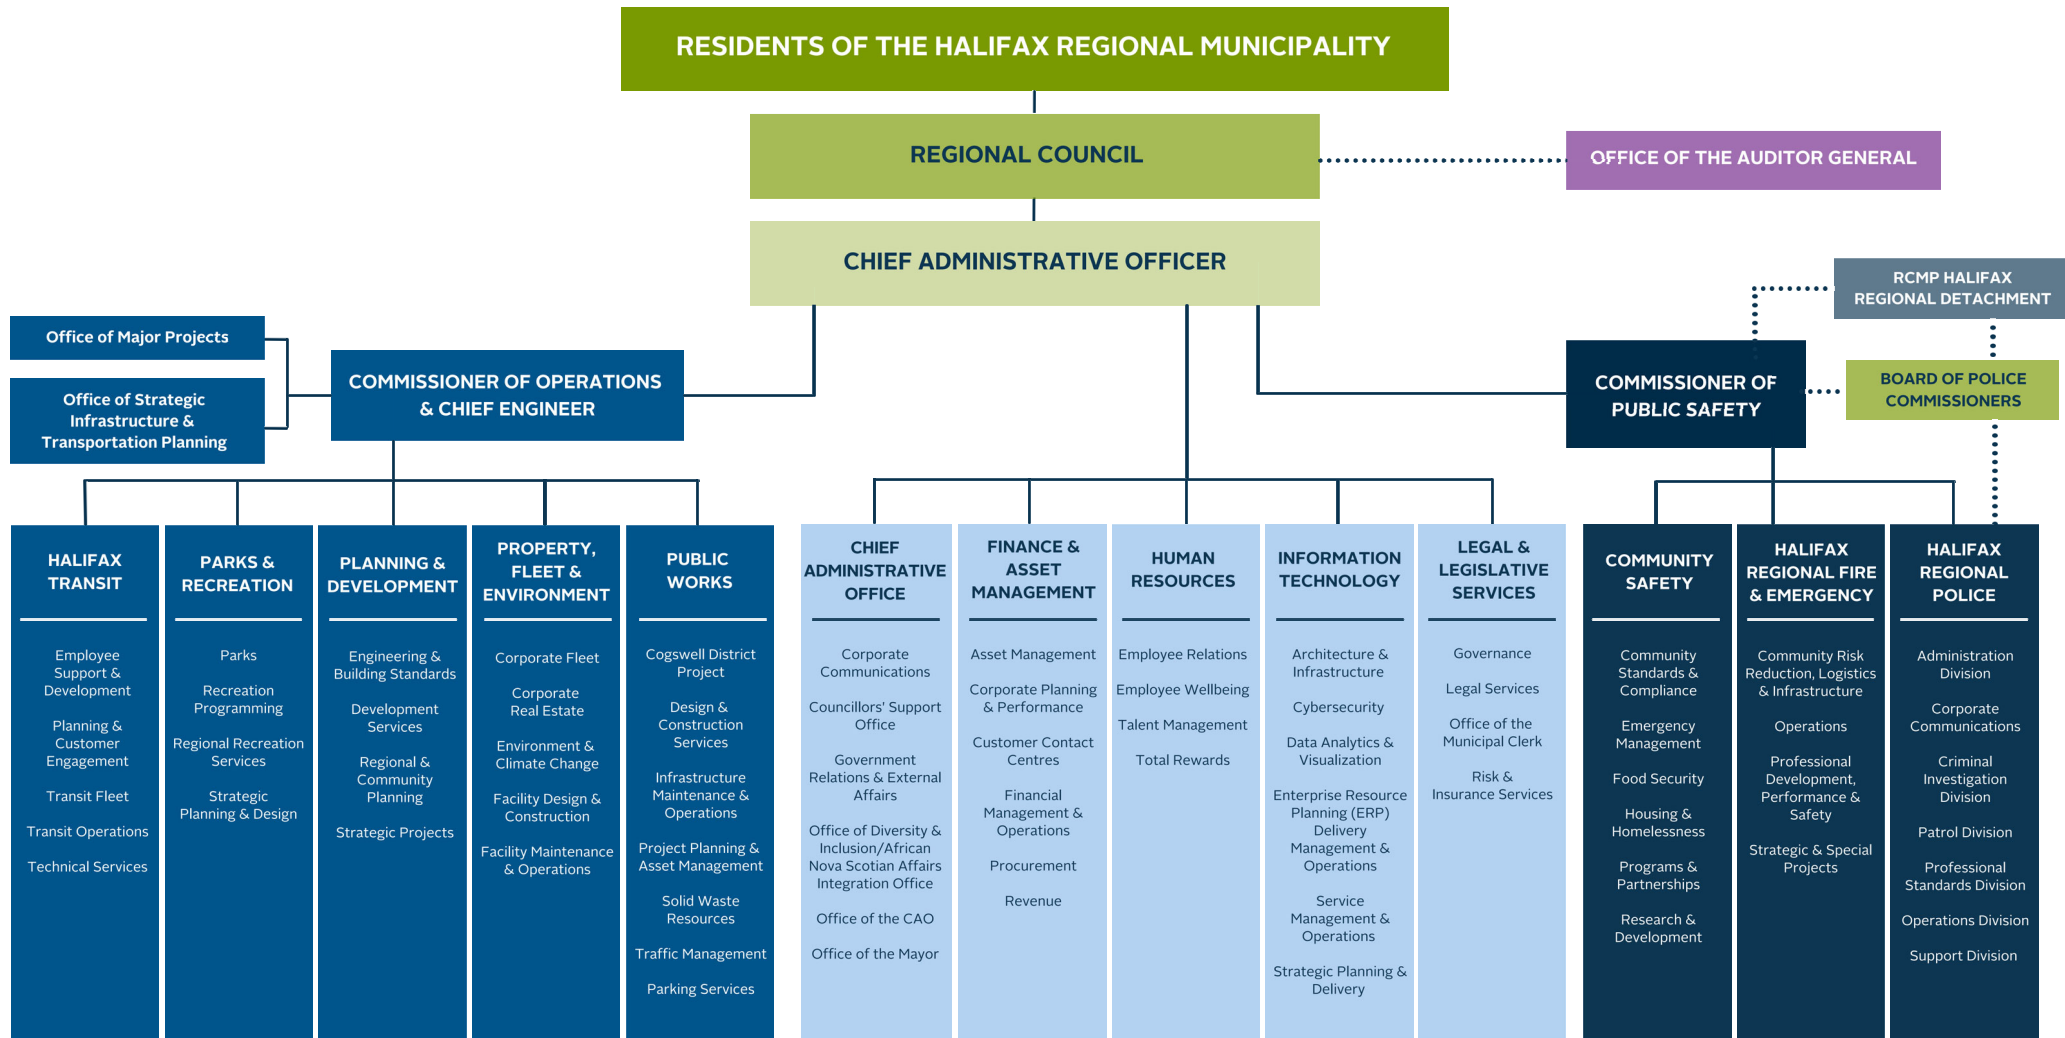 RESIDENTS OF THE HALIFAX REGIONAL MUNICIPALITY
REGIONAL COUNCIL
OFFICE OF THE AUDITOR GENERAL
CHIEF ADMINISTRATIVE OFFICER
RCMP HALIFAX
REGIONAL DETACHMENT
Office of Major Projects
Office of Strategic
Infrastructure &
Transportation Planning
COMMISSIONER OF OPERATIONS
& CHIEF ENGINEER
COMMISSIONER OF
PUBLIC SAFETY
BOARD OF POLICE
COMMISSIONERS
HALIFAX
TRANSIT
Employee
Support &
Development
Planning &
Customer
Engagement
Transit Fleet
Transit Operations
Technical Services
PARKS &
RECREATION
Parks
Recreation
Programming
Regional Recreation
Services
Strategic
Planning & Design
PLANNING &
DEVELOPMENT
Engineering &
Building Standards
Development
Services
Regional &
Community
Planning
Strategic Projects
PROPERTY,
FLEET &
ENVIRONMENT
Corporate Fleet
Corporate
Real Estate
Environment &
Climate Change
Facility Design &
Construction
Facility Maintenance
& Operations
PUBLIC
WORKS
Cogswell District
Project
Design &
Construction
Services
Infrastructure
Maintenance &
Operations
Project Planning &
Asset Management
Solid Waste
Resources
Traffic Management
Parking Services
CHIEF
ADMINISTRATIVE
OFFICE
Corporate
Communications
Councillors' Support
Office
Government
Relations & External
Affairs
Office of Diversity &
Inclusion/African
Nova Scotian Affairs
Integration Office
Office of the CAO
Office of the Mayor
FINANCE &
ASSET
MANAGEMENT
Asset Management
Corporate Planning
& Performance
Customer Contact
Centres
Financial
Management &
Operations
Procurement
Revenue
HUMAN
RESOURCES
Employee Relations
Employee Wellbeing
Talent Management
Total Rewards
INFORMATION
TECHNOLOGY
Architecture &
Infrastructure
Cybersecurity
Data Analytics &
Visualization
Enterprise Resource
Planning (ERP)
Delivery
Management &
Operations
Service
Management &
Operations
Strategic Planning &
Delivery
LEGAL &
LEGISLATIVE
SERVICES
Governance
Legal Services
Office of the
Municipal Clerk
Risk &
Insurance Services
COMMUNITY
SAFETY
Community
Standards &
Compliance
Emergency
Management
Food Security
Housing &
Homelessness
Programs &
Partnerships
Research &
Development
HALIFAX
REGIONAL FIRE
& EMERGENCY
Community Risk
Reduction, Logistics
& Infrastructure
Operations
Professional
Development,
Performance &
Safety
Strategic & Special
Projects
HALIFAX
REGIONAL
POLICE
Administration
Division
Corporate
Communications
Criminal
Investigation
Division
Patrol Division
Professional
Standards Division
Operations Division
Support Division